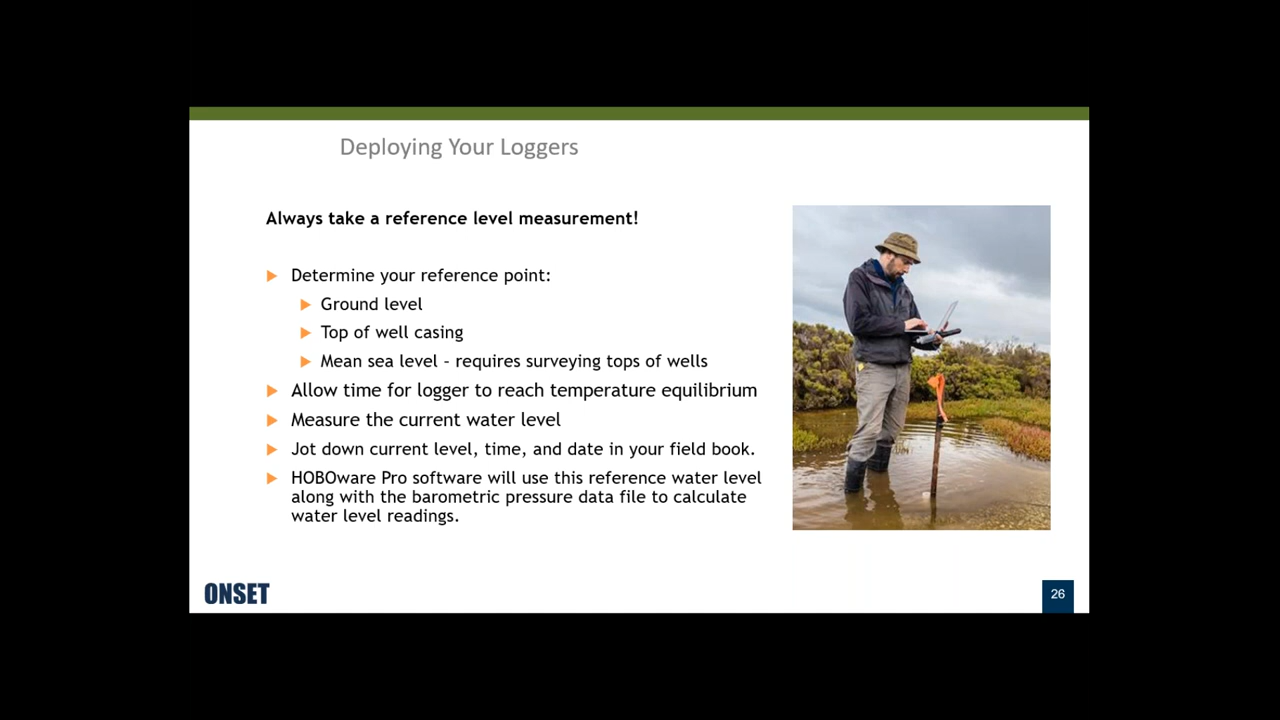 Deploying Your Loggers
Always take a reference level measurement!
Determine your reference point:
Ground level
Top of well casing
Mean sea level - requires surveying tops of wells
Allow time for logger to reach temperature equilibrium
Measure the current water level
Jot down current level, time, and date in your field book.
HOBOware Pro software will use this reference water level
along with the barometric pressure data file to calculate
water level readings.
ONSET
26